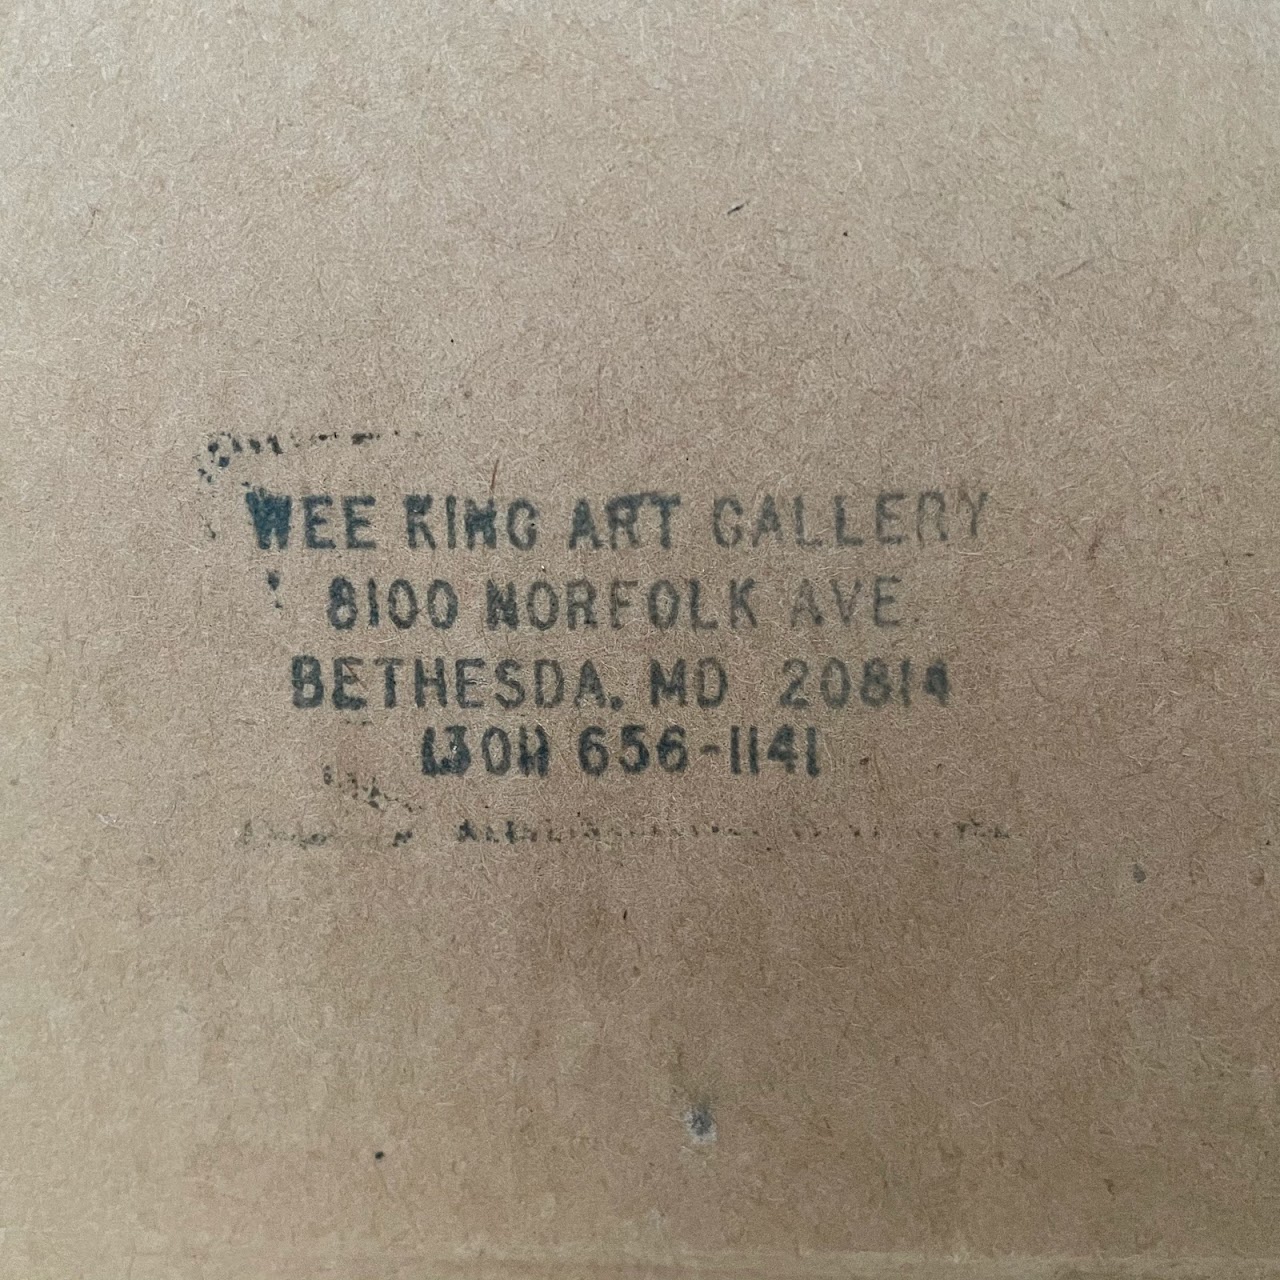 WEE KING ART GALLERY
8100 NORFOLK AVE.
BETHESDA, MD 20814
(301) 656-1141